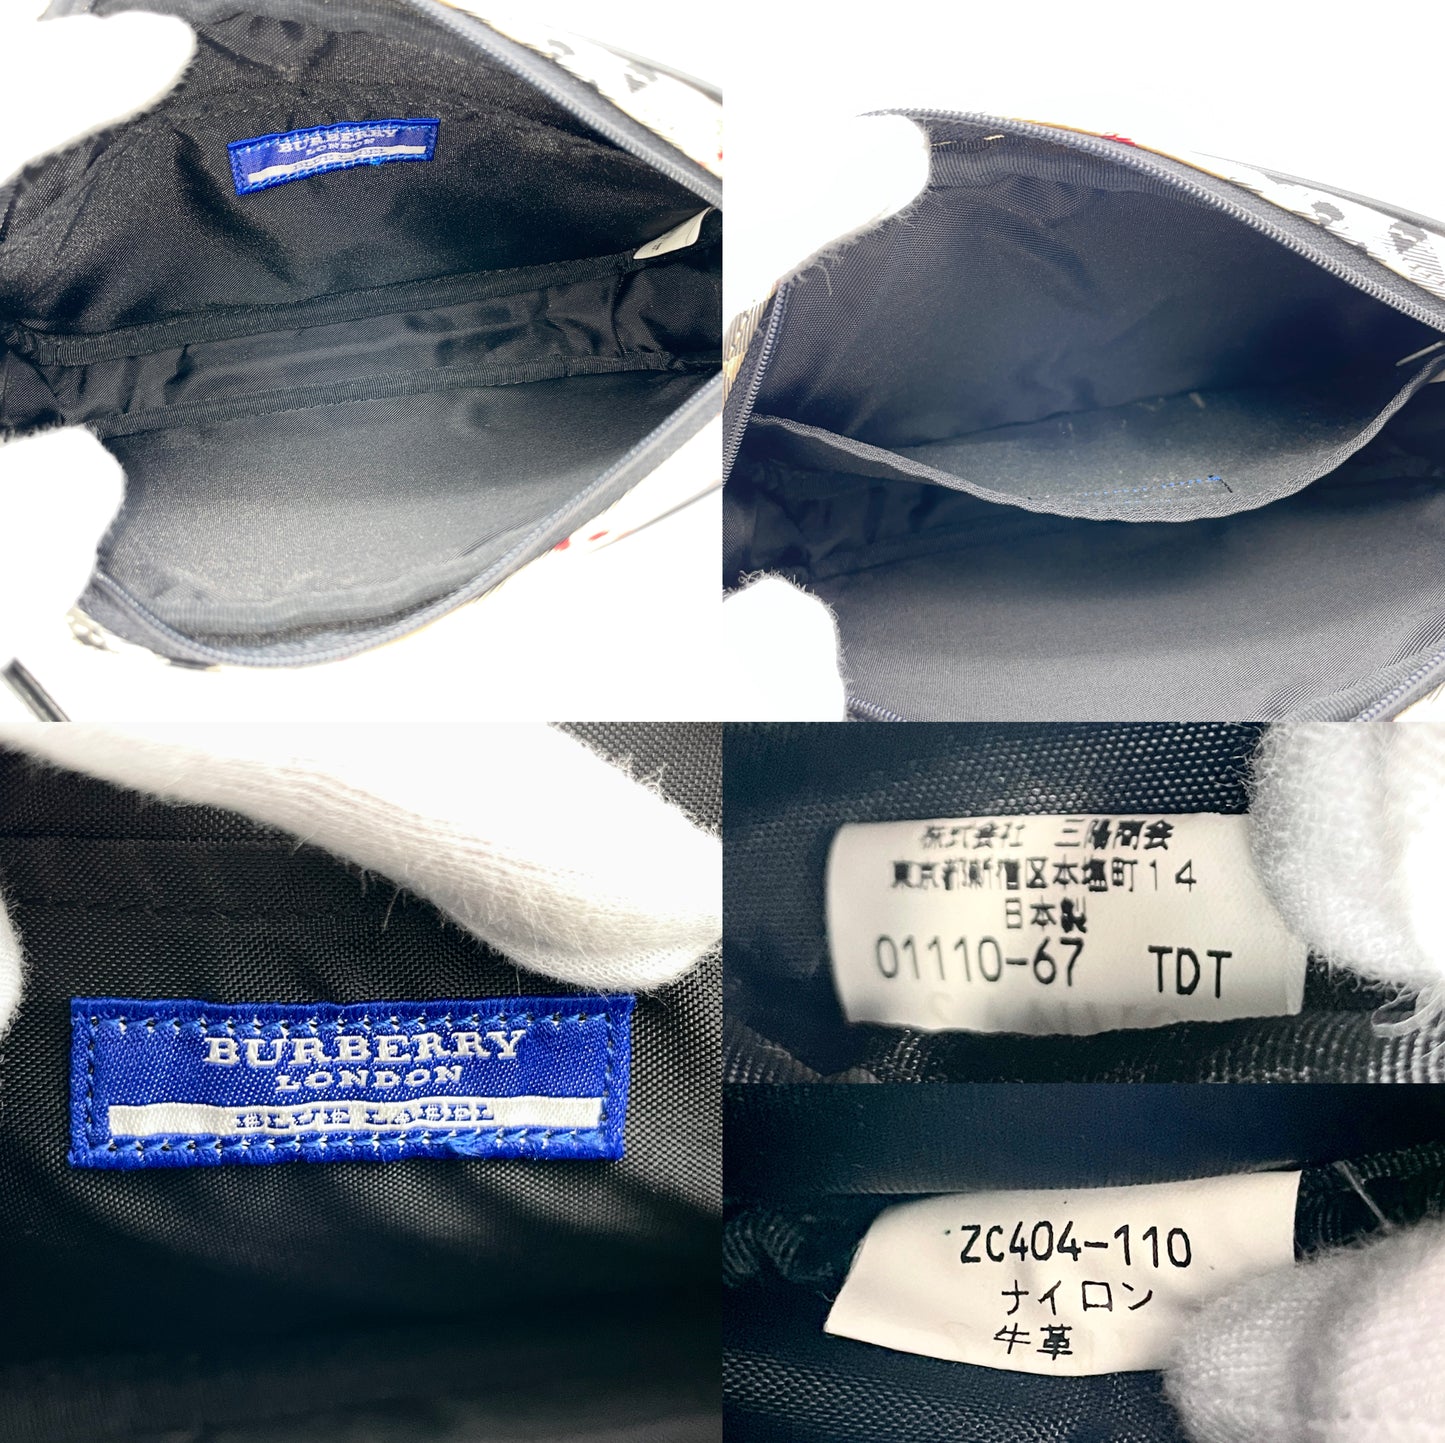 BURBERRY
LONDON
BLUE LABEL
BURBERRY
LONDON
BLUE LABEL
株式会社 三陽商会
東京都新宿区本塩町14
日本製
01110-67 TDT
ZC404-110
ナイロン
牛革